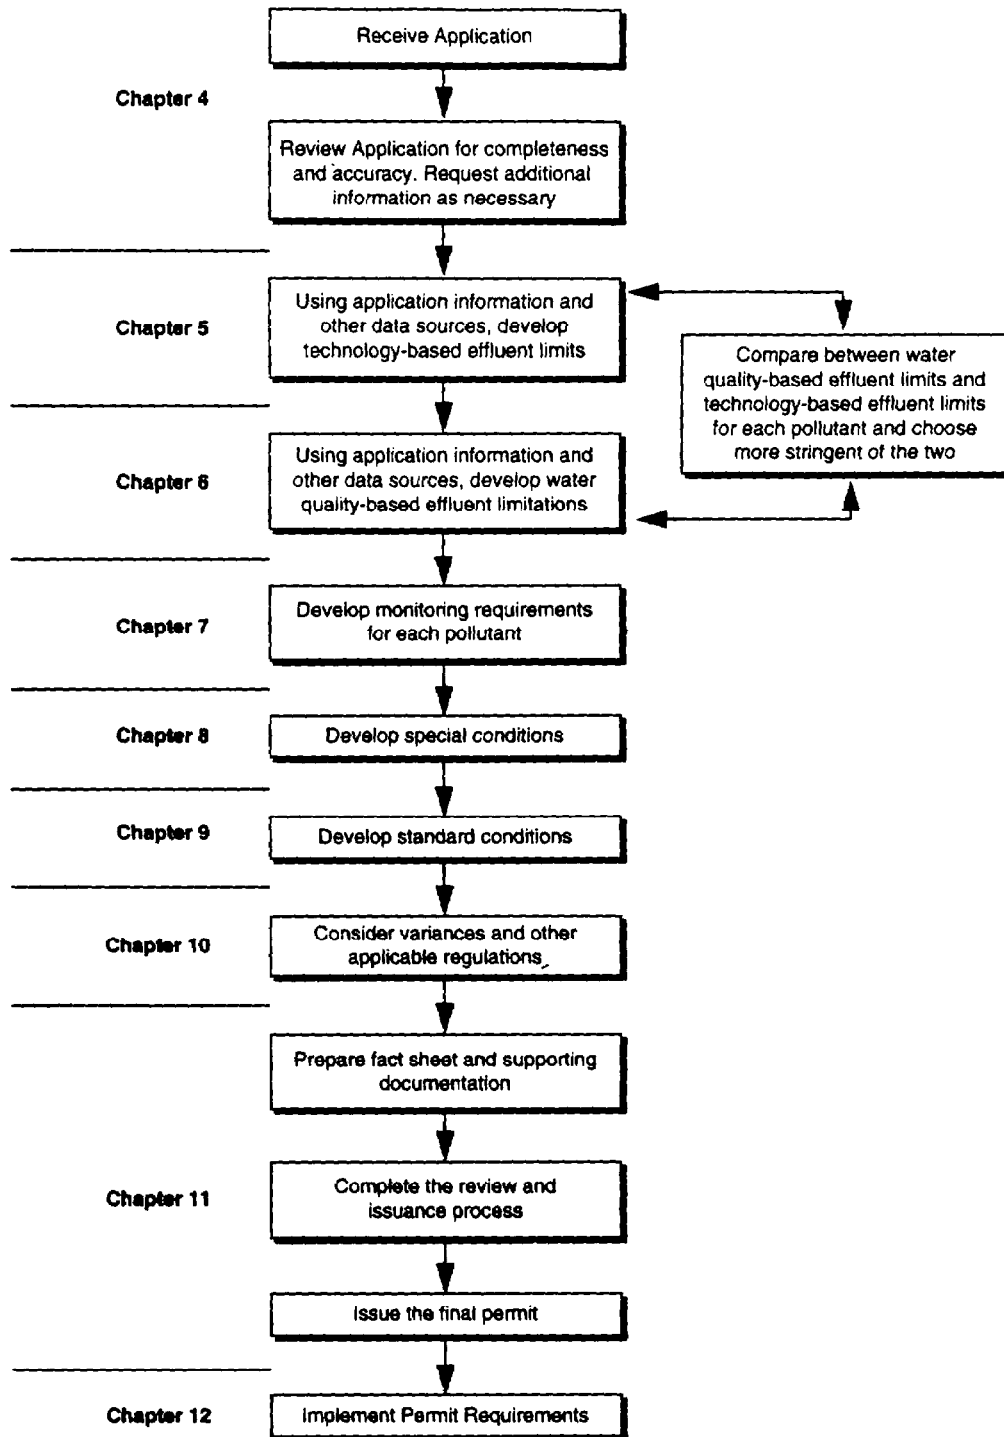 Receive Application
Chapter 4
Review Application for completeness
and accuracy. Request additional
information as necessary
Chapter 5
Using application information and
other data sources, develop
technology-based effluent limits
Compare between water
quality-based effluent limits and
technology-based effluent limits
for each pollutant and choose
more stringent of the two
Chapter 6
Using application information and
other data sources, develop water
quality-based effluent limitations
Chapter 7
Develop monitoring requirements
for each pollutant
Chapter 8
Develop special conditions
Chapter 9
Develop standard conditions
Chapter 10
Consider variances and other
applicable regulations
Chapter 11
Prepare fact sheet and supporting
documentation
Complete the review and
issuance process
Issue the final permit
Chapter 12
Implement Permit Requirements